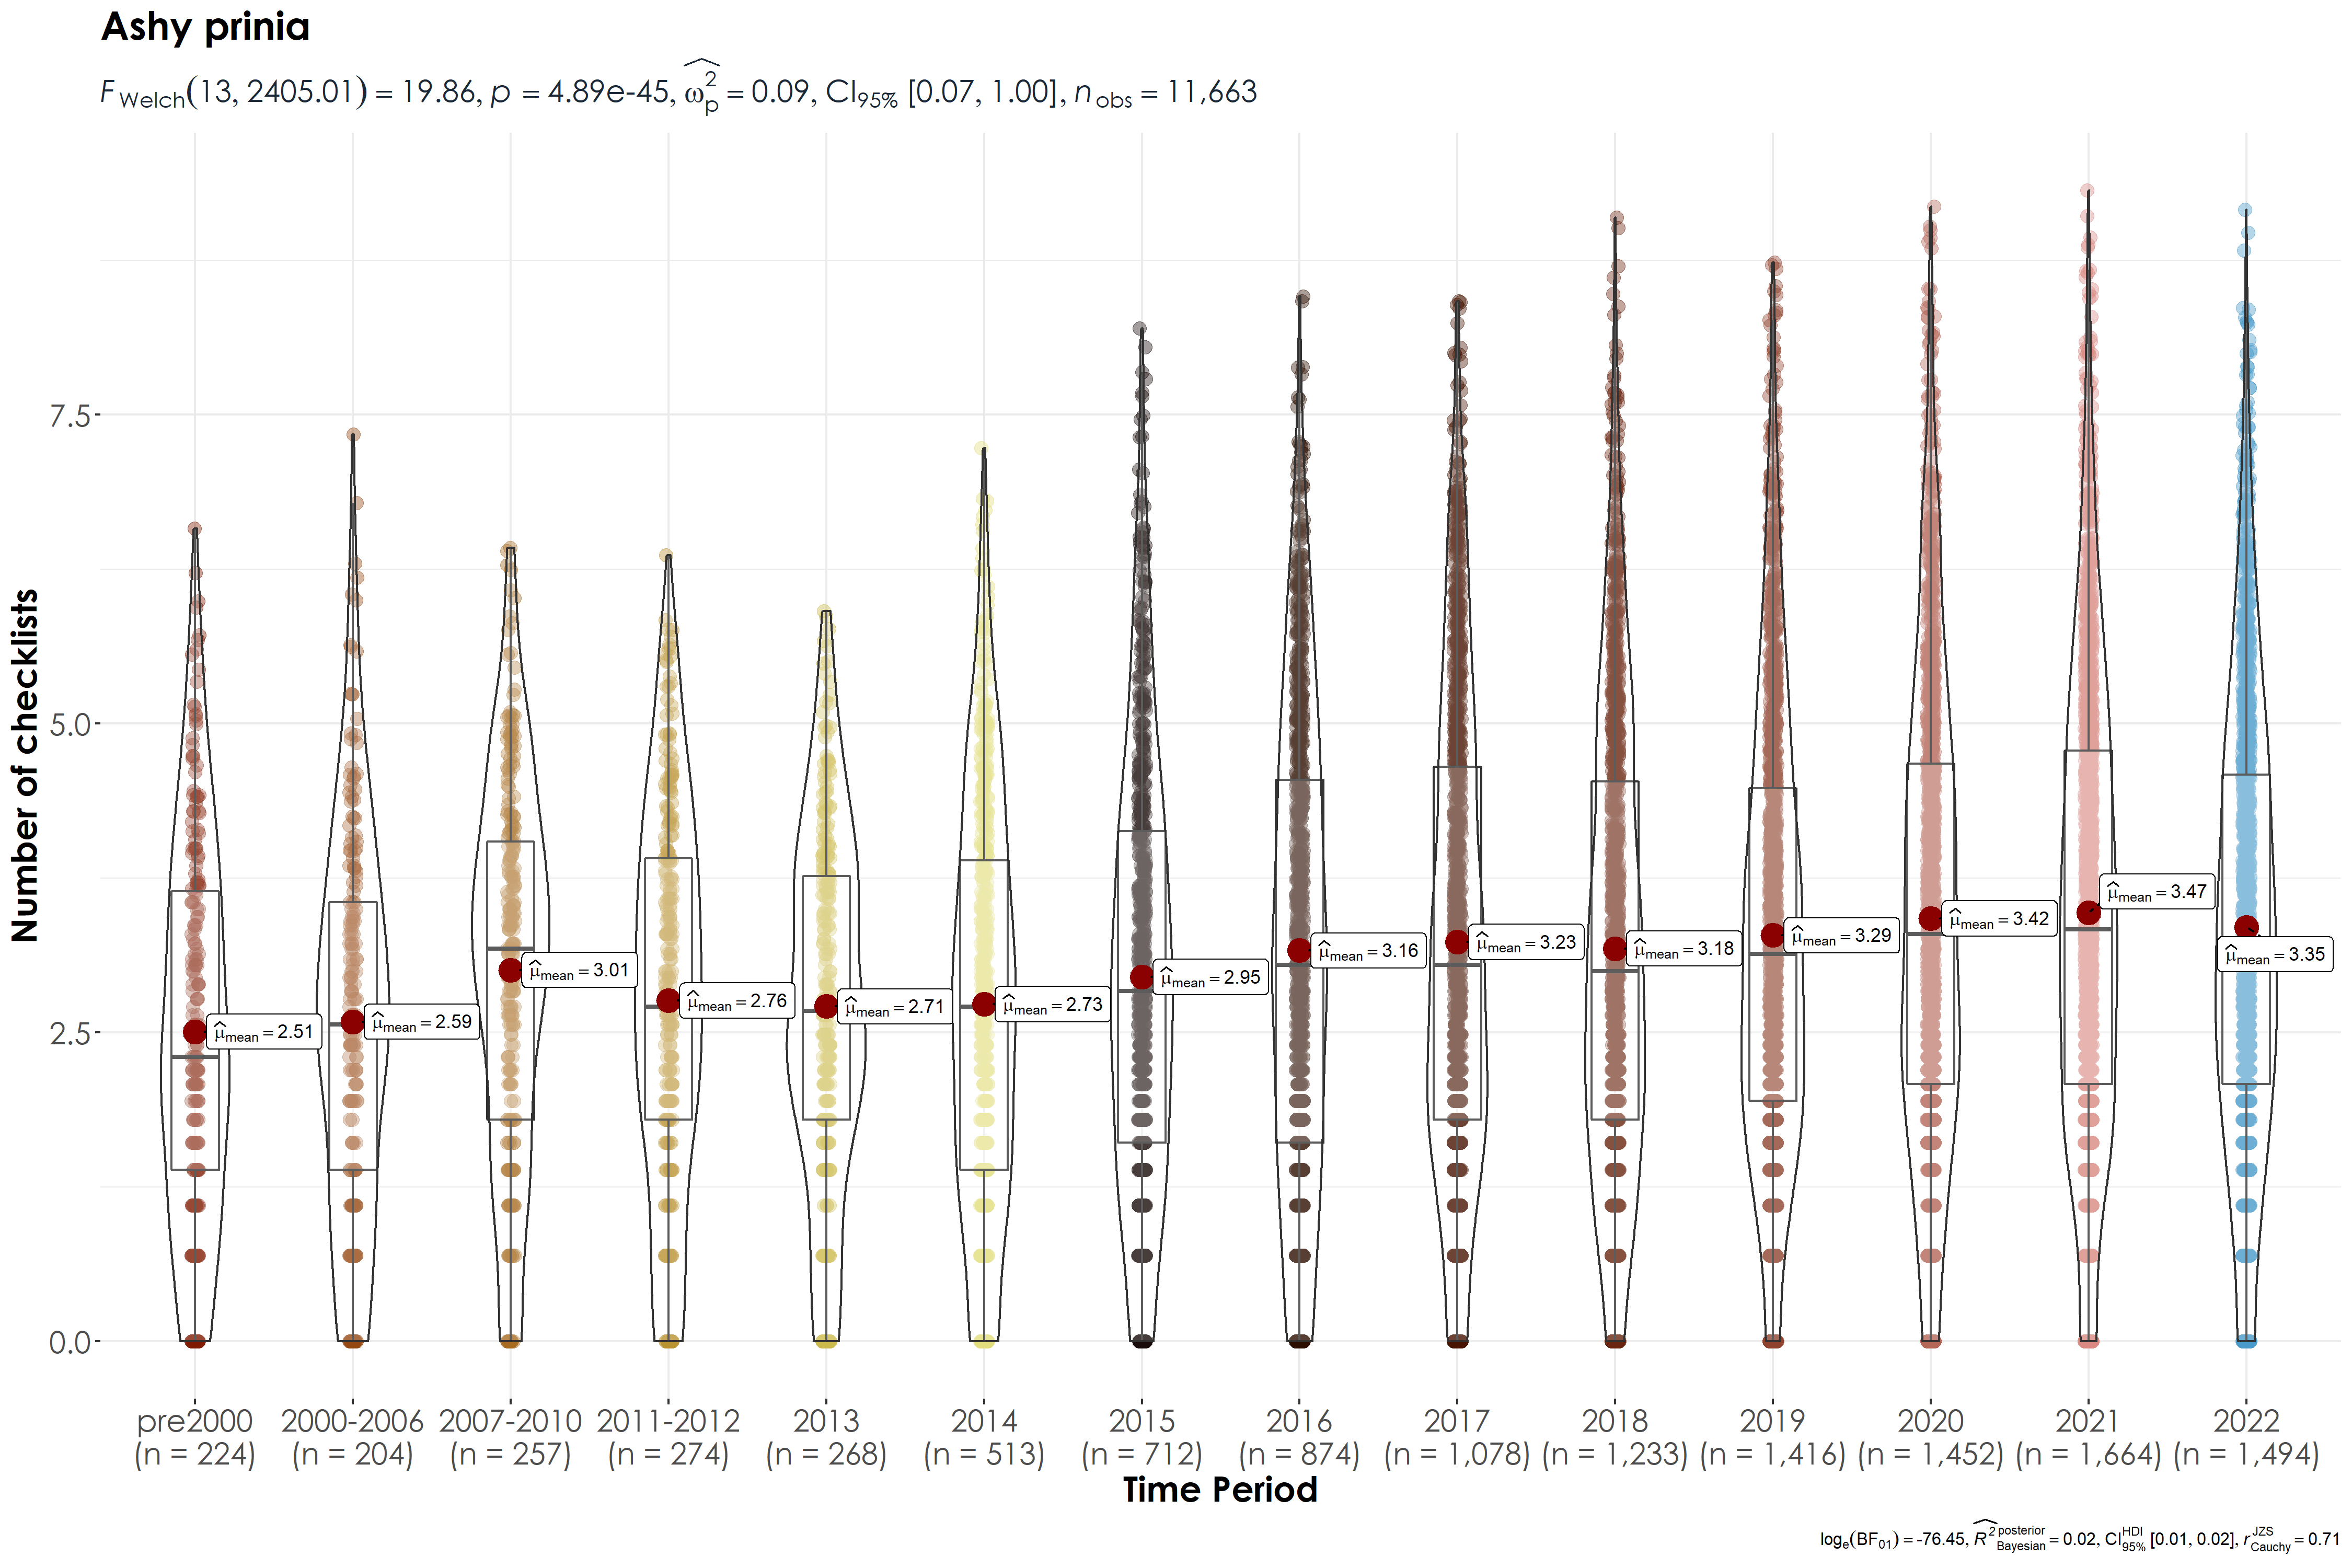 Ashy prinia
F Welch(13, 2405.01) = 19.86, p = 4.89e-45, ω̂²p = 0.09, CI95% [0.07, 1.00], n obs = 11,663
Number of checklists
7.5
5.0
2.5
0.0
μ̂mean = 2.51
μ̂mean = 2.59
μ̂mean = 3.01
μ̂mean = 2.76
μ̂mean = 2.71
μ̂mean = 2.73
μ̂mean = 2.95
μ̂mean = 3.16
μ̂mean = 3.23
μ̂mean = 3.18
μ̂mean = 3.29
μ̂mean = 3.42
μ̂mean = 3.47
μ̂mean = 3.35
pre2000 2000-2006 2007-2010 2011-2012 2013 2014 2015 2016 2017 2018 2019 2020 2021 2022
(n = 224) (n = 204) (n = 257) (n = 274) (n = 268) (n = 513) (n = 712) (n = 874) (n = 1,078) (n = 1,233) (n = 1,416) (n = 1,452) (n = 1,664) (n = 1,494)
Time Period
loge(BF01) = -76.45, R̂² posterior Bayesian = 0.02, CI HDI 95% [0.01, 0.02], r JZS Cauchy = 0.71